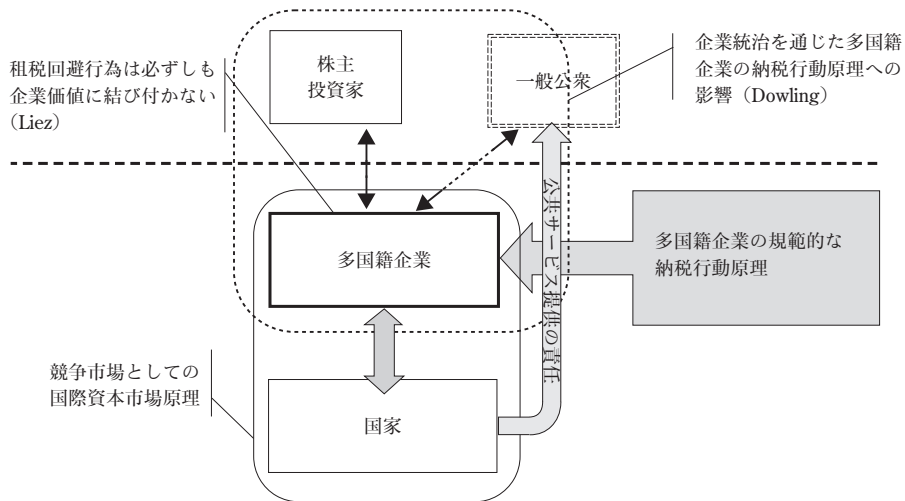 株主
投資家
一般公衆
企業統治を通じた多国籍
企業の納税行動原理への
影響（Dowling）
租税回避行為は必ずしも
企業価値に結び付かない
（Liez）
公共サービス提供の責任
多国籍企業
多国籍企業の規範的な
納税行動原理
競争市場としての
国際資本市場原理
国家